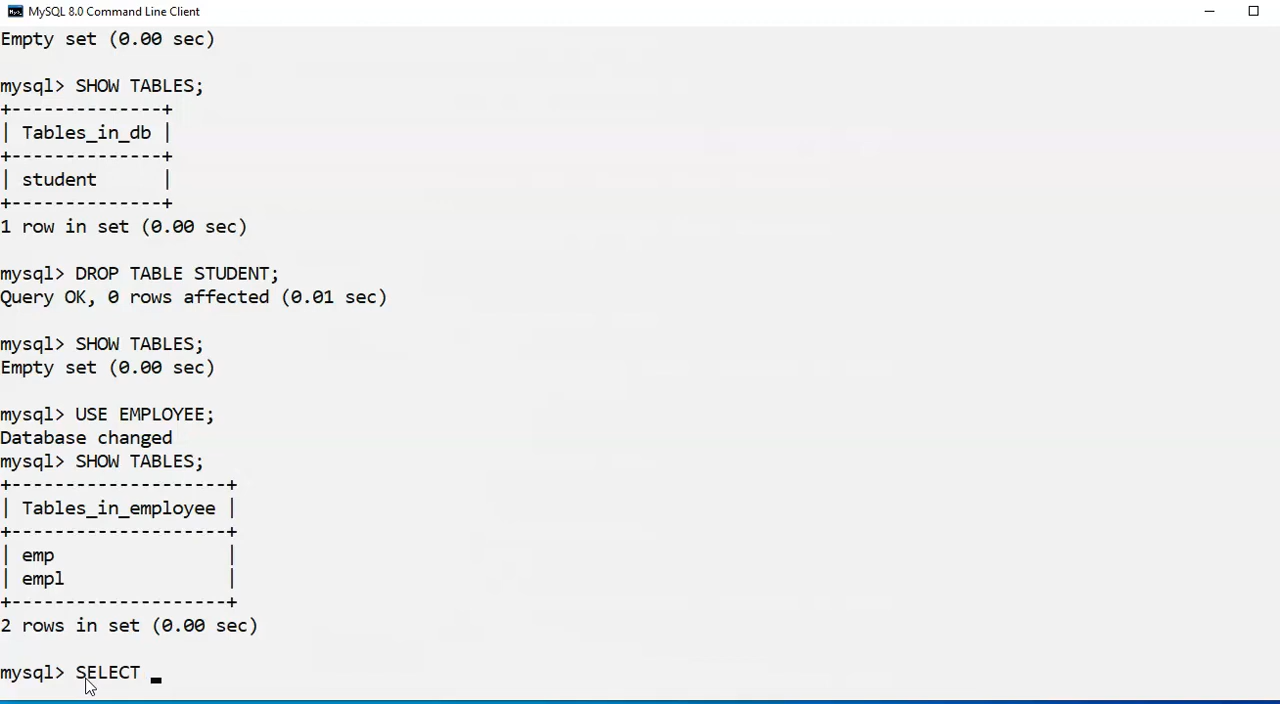 MySQL 8.0 Command Line Client
Empty set (0.00 sec)
mysql> SHOW TABLES;
+--------------+
| Tables_in_db |
+--------------+
| student      |
+--------------+
1 row in set (0.00 sec)
mysql> DROP TABLE STUDENT;
Query OK, 0 rows affected (0.01 sec)
mysql> SHOW TABLES;
Empty set (0.00 sec)
mysql> USE EMPLOYEE;
Database changed
mysql> SHOW TABLES;
+--------------------+
| Tables_in_employee |
+--------------------+
| emp                |
| empl               |
+--------------------+
2 rows in set (0.00 sec)
mysql> SELECT _